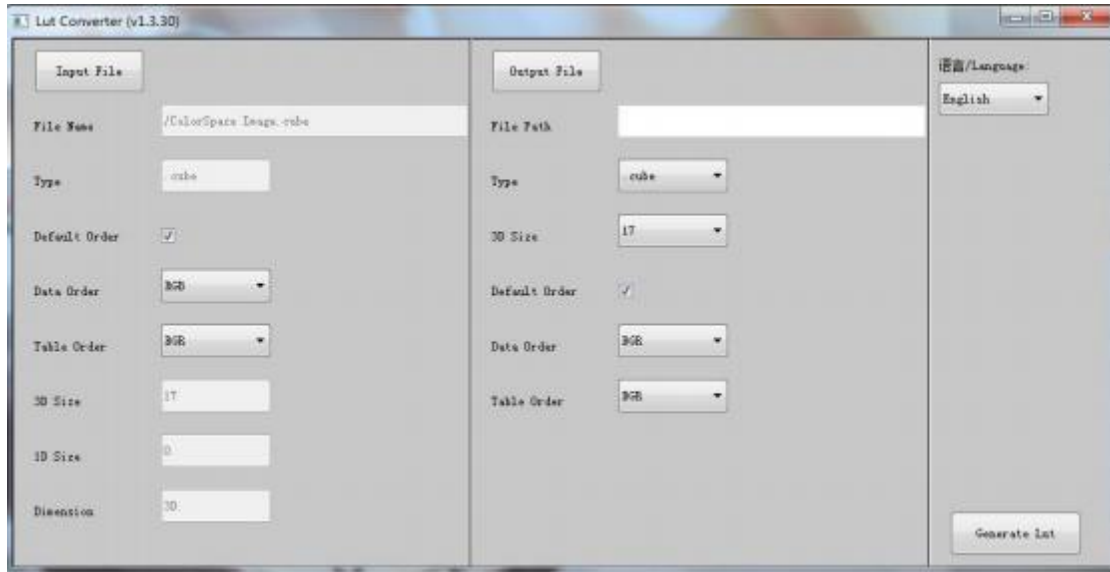 Lut Converter (v1.3.30)
Input File
File Name
/ColorSpace Image.cube
Type
.cube
Default Order
Data Order
Table Order
BGR
3D Size
17
1D Size
0
Dimension
3D
Output File
File Path
Type
.cube
3D Size
17
Default Order
Data Order
BGR
Table Order
BGR
语言/Language:
English
Generate Lut